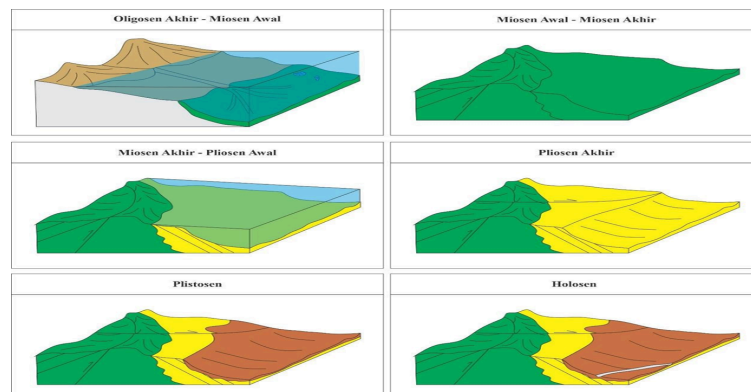 Oligosen Akhir - Miosen Awal
Miosen Awal - Miosen Akhir
Miosen Akhir - Pliosen Awal
Pliosen Akhir
Plistosen
Holosen